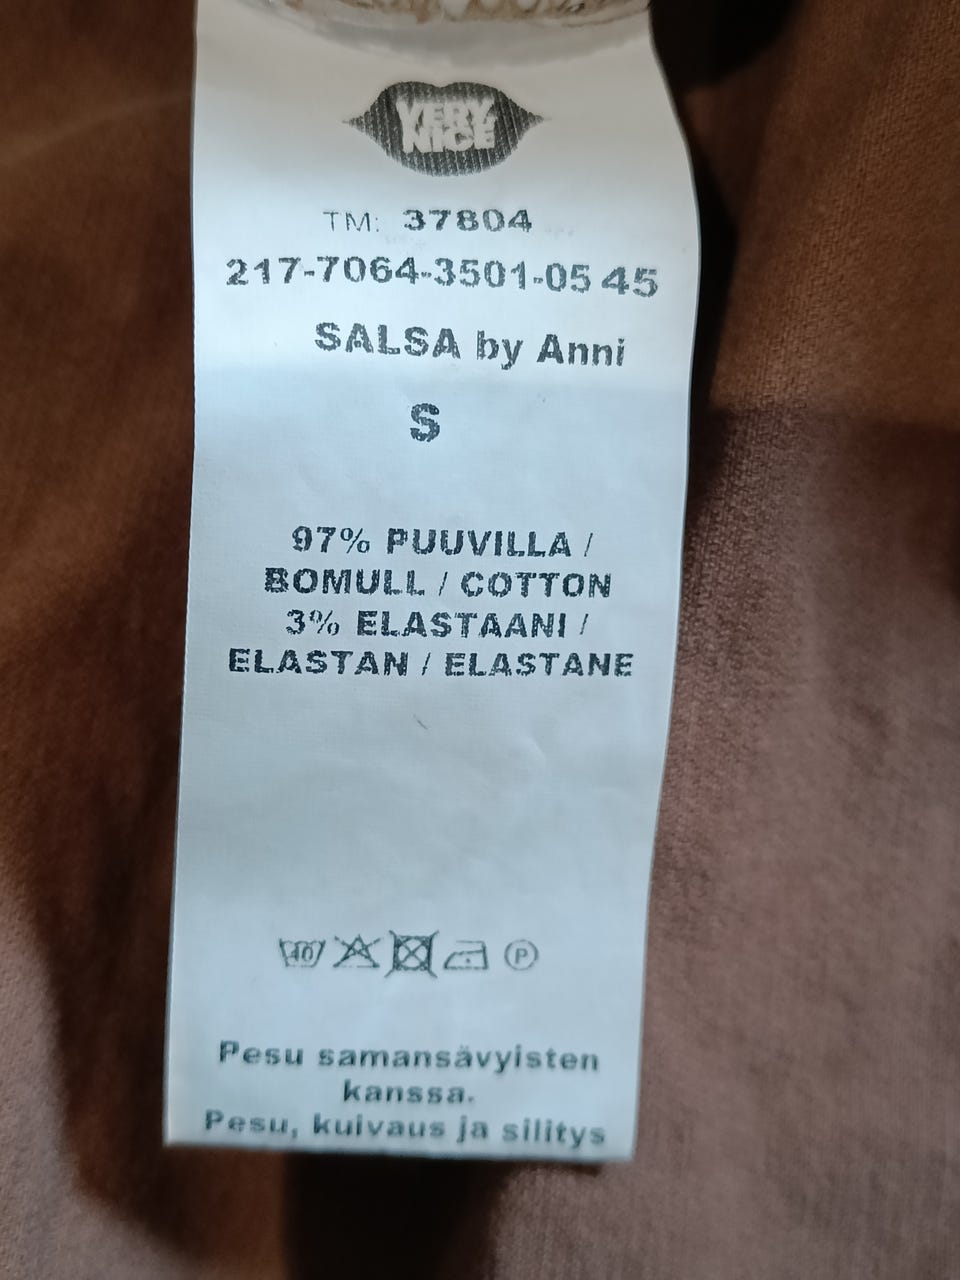 VERY
NICE
TM: 37804
217-7064-3501-05 45
SALSA by Anni
S
97% PUUVILLA /
BOMULL / COTTON
3% ELASTAANI /
ELASTAN / ELASTANE
40
P
Pesu samansävyisten
kanssa.
Pesu, kuivaus ja silitys